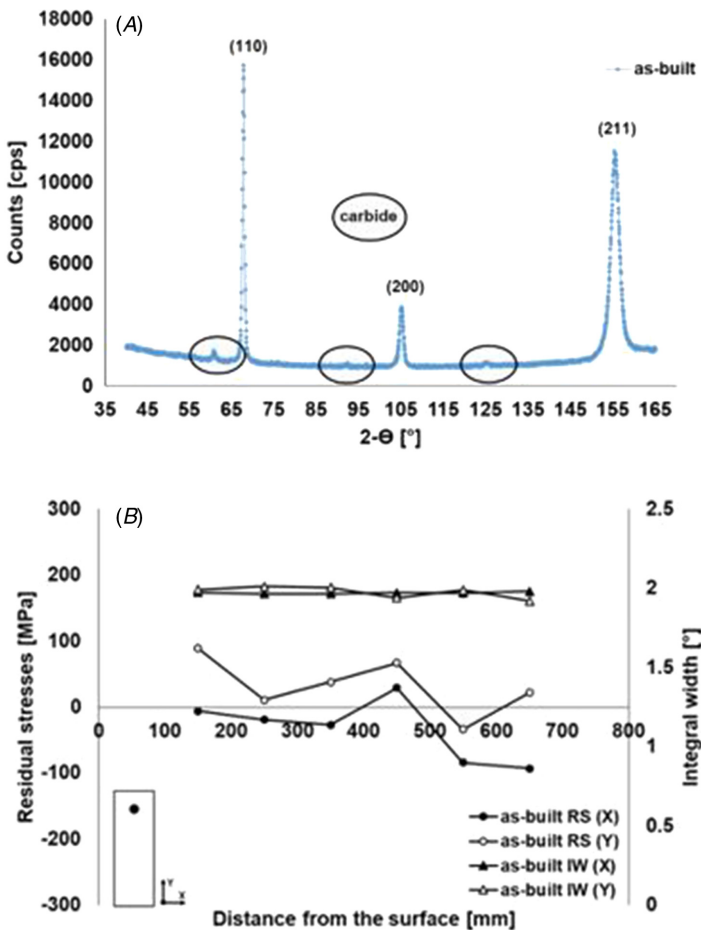 (A)
18000
16000
14000
12000
10000
8000
6000
4000
2000
0
Counts [cps]
(110)
as-built
(211)
carbide
(200)
35 45 55 65 75 85 95 105 115 125 135 145 155 165
2-Θ [°]
(B)
300
200
100
0
-100
-200
-300
Residual stresses [MPa]
2.5
2
1.5
1
0.5
0
Integral width [°]
0 100 200 300 400 500 600 700 800
as-built RS (X)
as-built RS (Y)
as-built IW (X)
as-built IW (Y)
Y
X
Distance from the surface [mm]